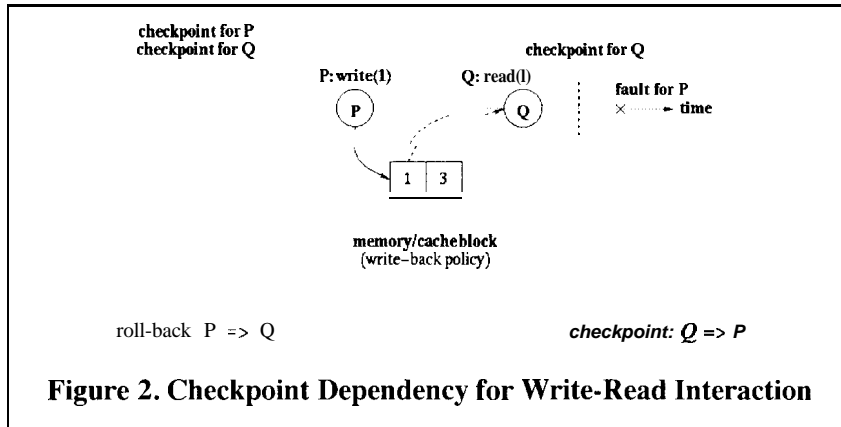 checkpoint for P
checkpoint for Q
checkpoint for Q
P: write(1)
Q: read(l)
fault for P
P
Q
time
1 3
memory/cache block
(write-back policy)
roll-back P => Q
checkpoint: Q => P
Figure 2. Checkpoint Dependency for Write-Read Interaction